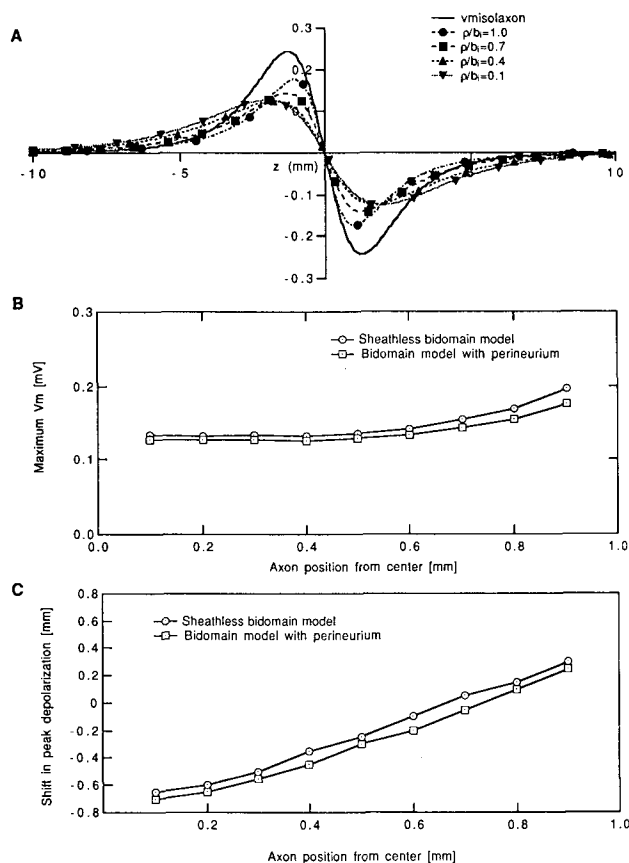 A
vmisolaxon
ρ/bᵢ=1.0
ρ/bᵢ=0.7
ρ/bᵢ=0.4
ρ/bᵢ=0.1
0.3
0.2
0
-10
-5
z (mm)
10
-0.1
-0.2
-0.3
B
Maximum Vm [mV]
0.3
0.2
0.1
0.0
Sheathless bidomain model
Bidomain model with perineurium
0.0
0.2
0.4
0.6
0.8
1.0
Axon position from center [mm]
C
Shift in peak depolarization [mm]
0.8
0.6
0.4
0.2
0
-0.2
-0.4
-0.6
-0.8
Sheathless bidomain model
Bidomain model with perineurium
0.2
0.4
0.6
0.8
1.0
Axon position from center [mm]